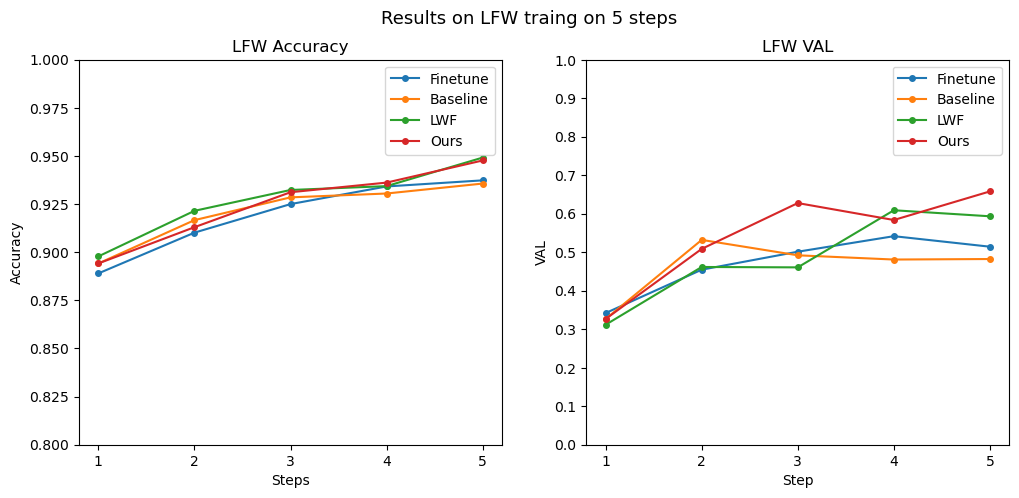 Results on LFW traing on 5 steps
LFW Accuracy
1.000
0.975
0.950
0.925
0.900
0.875
0.850
0.825
0.800
Accuracy
1 2 3 4 5
Steps
Finetune
Baseline
LWF
Ours
LFW VAL
1.0
0.9
0.8
0.7
0.6
0.5
0.4
0.3
0.2
0.1
0.0
VAL
1 2 3 4 5
Step
Finetune
Baseline
LWF
Ours